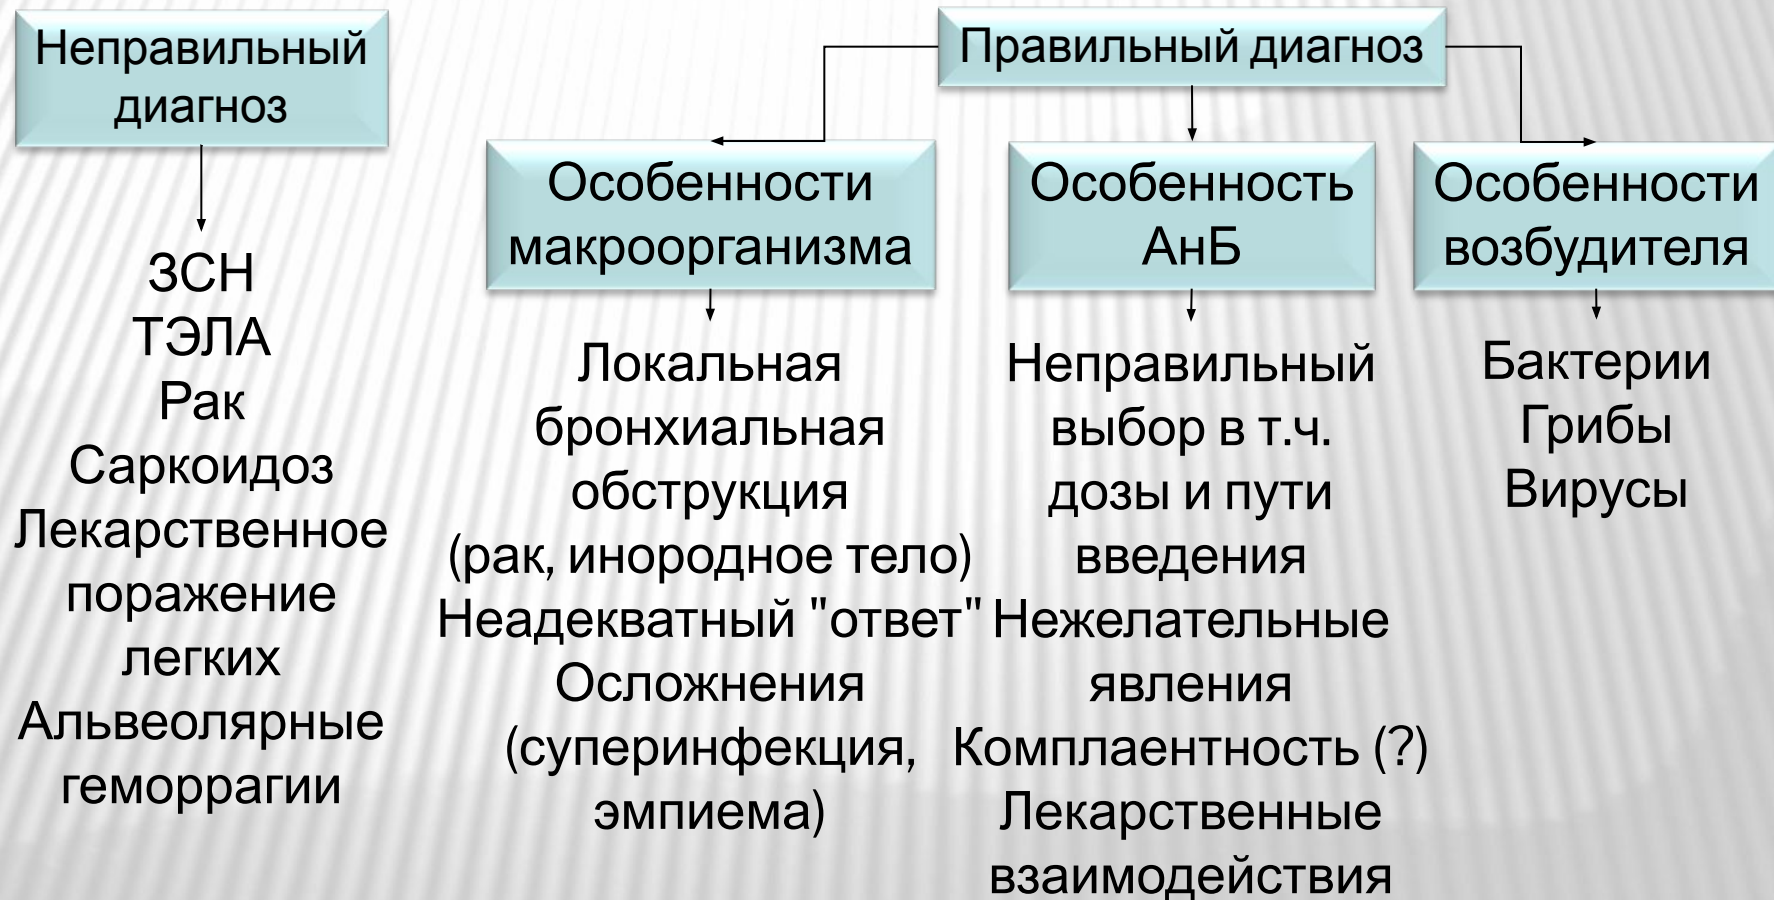 Неправильный
диагноз
ЗСН
ТЭЛА
Рак
Саркоидоз
Лекарственное
поражение
легких
Альвеолярные
геморрагии
Правильный диагноз
Особенности
макроорганизма
Локальная
бронхиальная
обструкция
(рак, инородное тело)
Неадекватный "ответ"
Осложнения
(суперинфекция,
эмпиема)
Особенность
АнБ
Неправильный
выбор в т.ч.
дозы и пути
введения
Нежелательные
явления
Комплаентность (?)
Лекарственные
взаимодействия
Особенности
возбудителя
Бактерии
Грибы
Вирусы